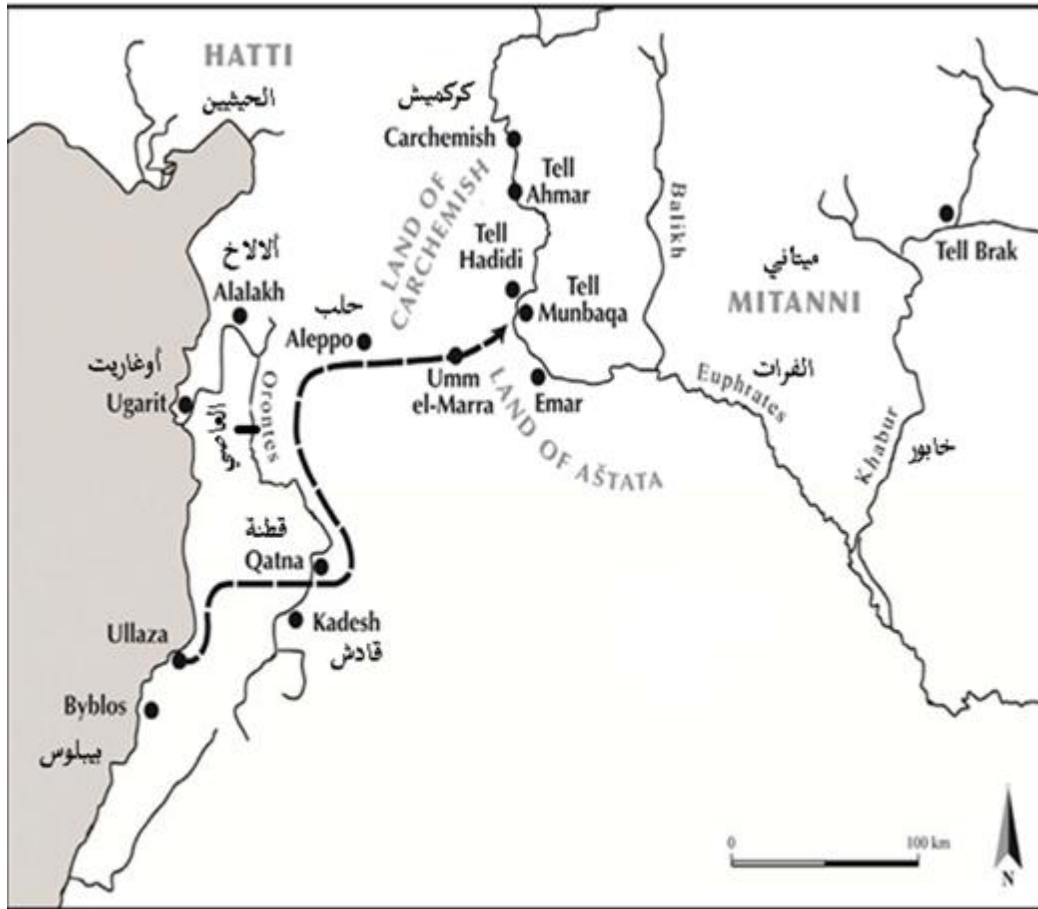 HATTI
الحيثيين
كركميش
Carchemish
Tell
Ahmar
LAND OF
CARCHEMISH
Tell
Hadidi
Balikh
ميتاني
MITANNI
Tell Brak
ألالاخ
Alalakh
حلب
Aleppo
Tell
Munbaqa
أوغاريت
Ugarit
العاصي
Orontes
Umm
el-Marra
Emar
LAND OF AŠTATA
الفرات
Euphrates
Khabur
خابور
قطنة
Qatna
Ullaza
Kadesh
قادش
Byblos
بيبلوس
0
100 km
N